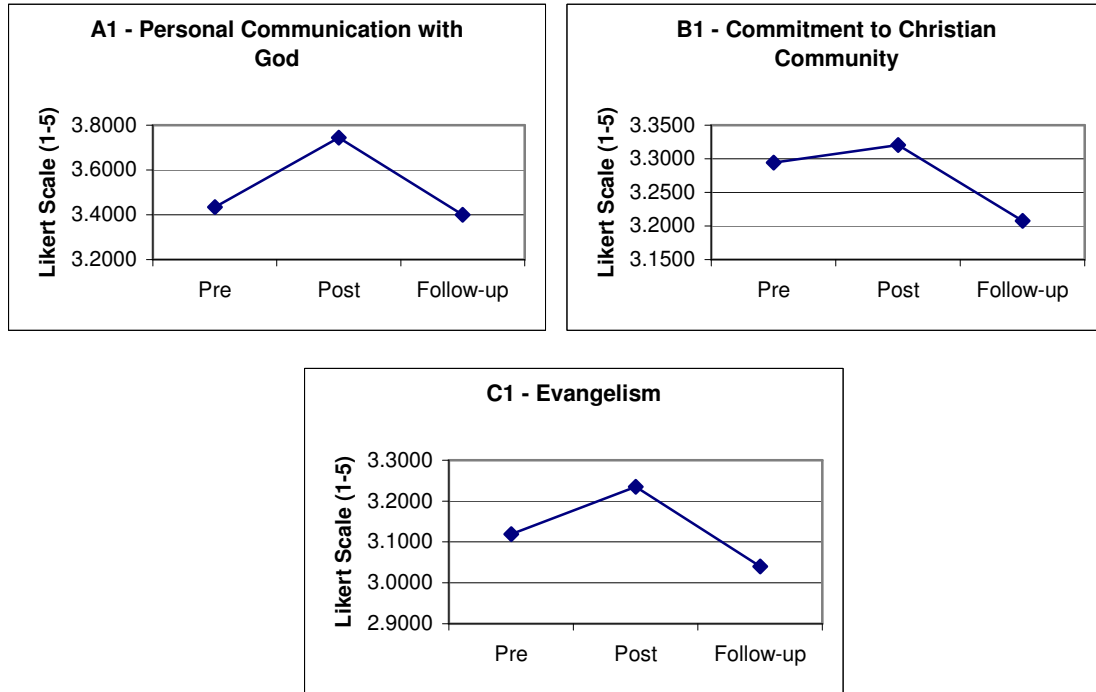 A1 - Personal Communication with
God
Likert Scale (1-5)
3.8000
3.6000
3.4000
3.2000
Pre Post Follow-up
B1 - Commitment to Christian
Community
Likert Scale (1-5)
3.3500
3.3000
3.2500
3.2000
3.1500
Pre Post Follow-up
C1 - Evangelism
Likert Scale (1-5)
3.3000
3.2000
3.1000
3.0000
2.9000
Pre Post Follow-up